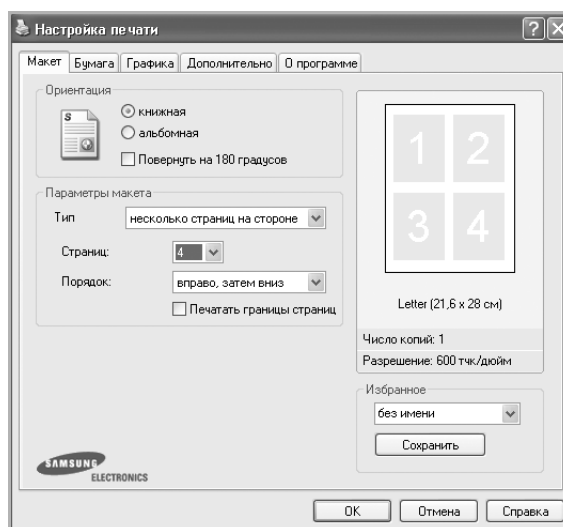 Настройка печати
Макет Бумага Графика Дополнительно О программе
Ориентация
S
книжная
альбомная
Повернуть на 180 градусов
Параметры макета
Тип несколько страниц на стороне
Страниц: 4
Порядок: вправо, затем вниз
Печатать границы страниц
1 2
3 4
Letter (21,6 x 28 см)
Число копий: 1
Разрешение: 600 тчк/дюйм
Избранное
без имени
Сохранить
SAMSUNG
ELECTRONICS
OK Отмена Справка